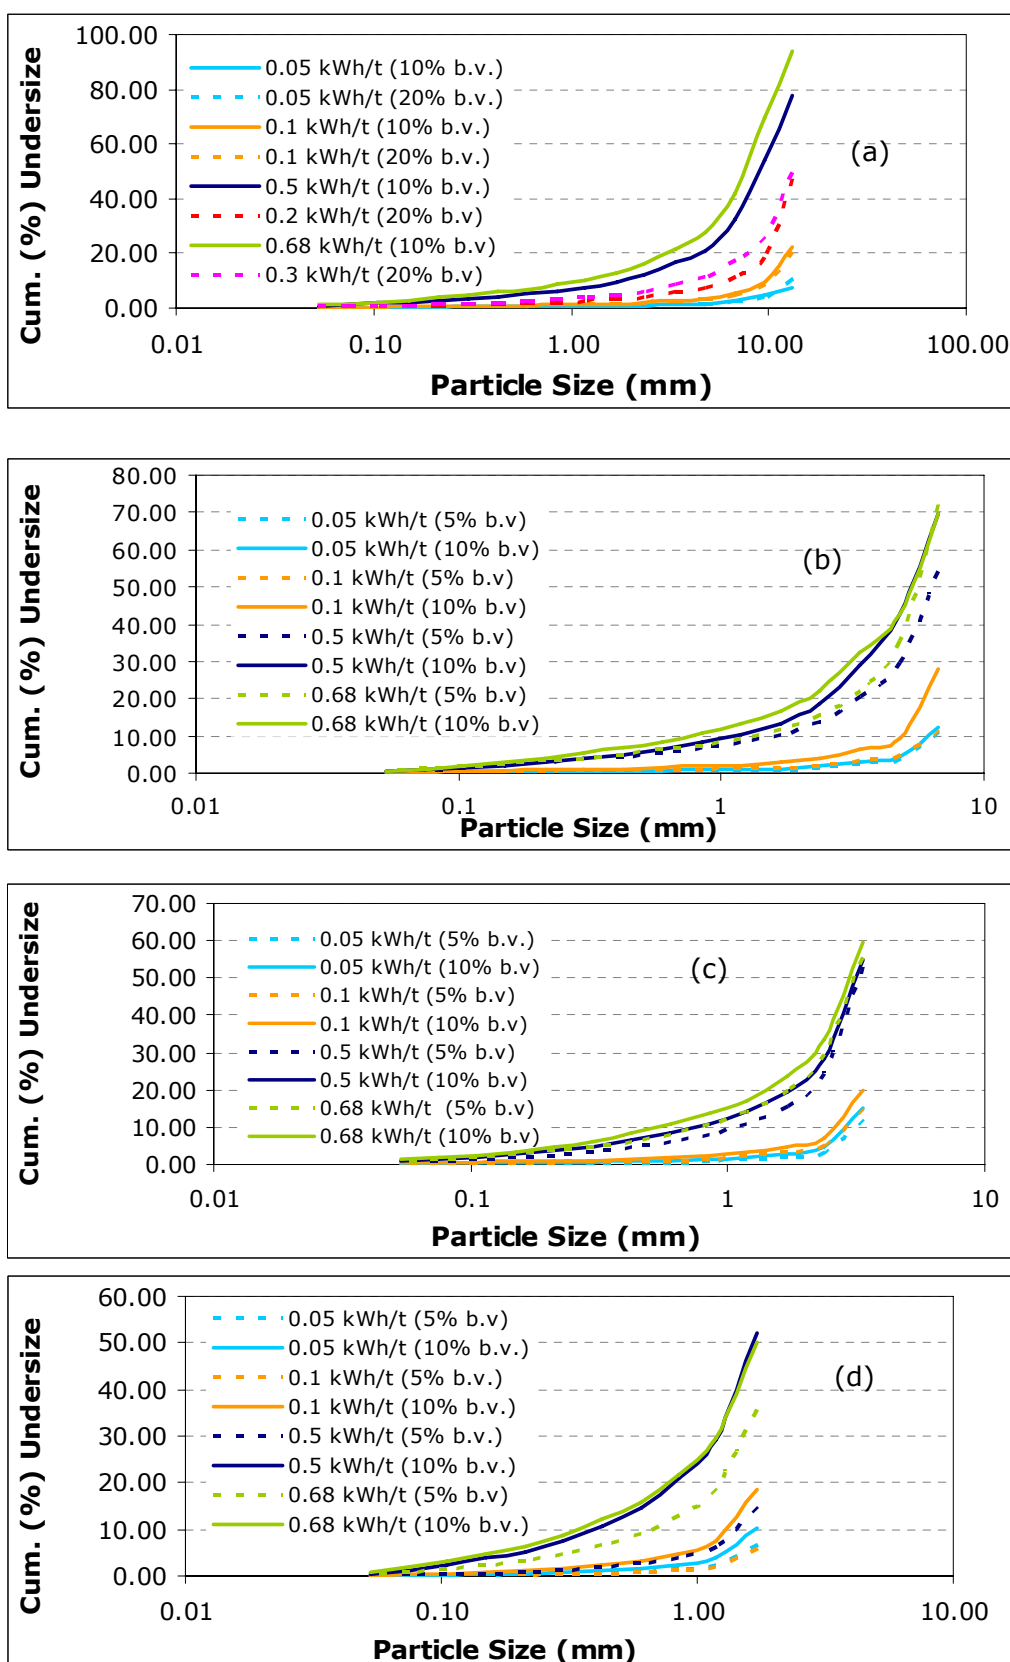 Cum. (%) Undersize
100.00
80.00
60.00
40.00
20.00
0.00
0.05 kWh/t (10% b.v.)
0.05 kWh/t (20% b.v.)
0.1 kWh/t (10% b.v.)
0.1 kWh/t (20% b.v.)
0.5 kWh/t (10% b.v.)
0.2 kWh/t (20% b.v)
0.68 kWh/t (10% b.v)
0.3 kWh/t (20% b.v)
(a)
0.01 0.10 1.00 10.00 100.00
Particle Size (mm)
Cum. (%) Undersize
80.00
70.00
60.00
50.00
40.00
30.00
20.00
10.00
0.00
0.05 kWh/t (5% b.v)
0.05 kWh/t (10% b.v)
0.1 kWh/t (5% b.v)
0.1 kWh/t (10% b.v)
0.5 kWh/t (5% b.v)
0.5 kWh/t (10% b.v)
0.68 kWh/t (5% b.v)
0.68 kWh/t (10% b.v)
(b)
0.01 0.1 1 10
Particle Size (mm)
Cum. (%) Undersize
70.00
60.00
50.00
40.00
30.00
20.00
10.00
0.00
0.05 kWh/t (5% b.v.)
0.05 kWh/t (10% b.v)
0.1 kWh/t (5% b.v)
0.1 kWh/t (10% b.v)
0.5 kWh/t (5% b.v)
0.5 kWh/t (10% b.v)
0.68 kWh/t (5% b.v)
0.68 kWh/t (10% b.v)
(c)
0.01 0.1 1 10
Particle Size (mm)
Cum. (%) Undersize
60.00
50.00
40.00
30.00
20.00
10.00
0.00
0.05 kWh/t (5% b.v)
0.05 kWh/t (10% b.v.)
0.1 kWh/t (5% b.v.)
0.1 kWh/t (10% b.v.)
0.5 kWh/t (5% b.v.)
0.5 kWh/t (10% b.v.)
0.68 kWh/t (5% b.v.)
0.68 kWh/t (10% b.v.)
(d)
0.01 0.10 1.00 10.00
Particle Size (mm)